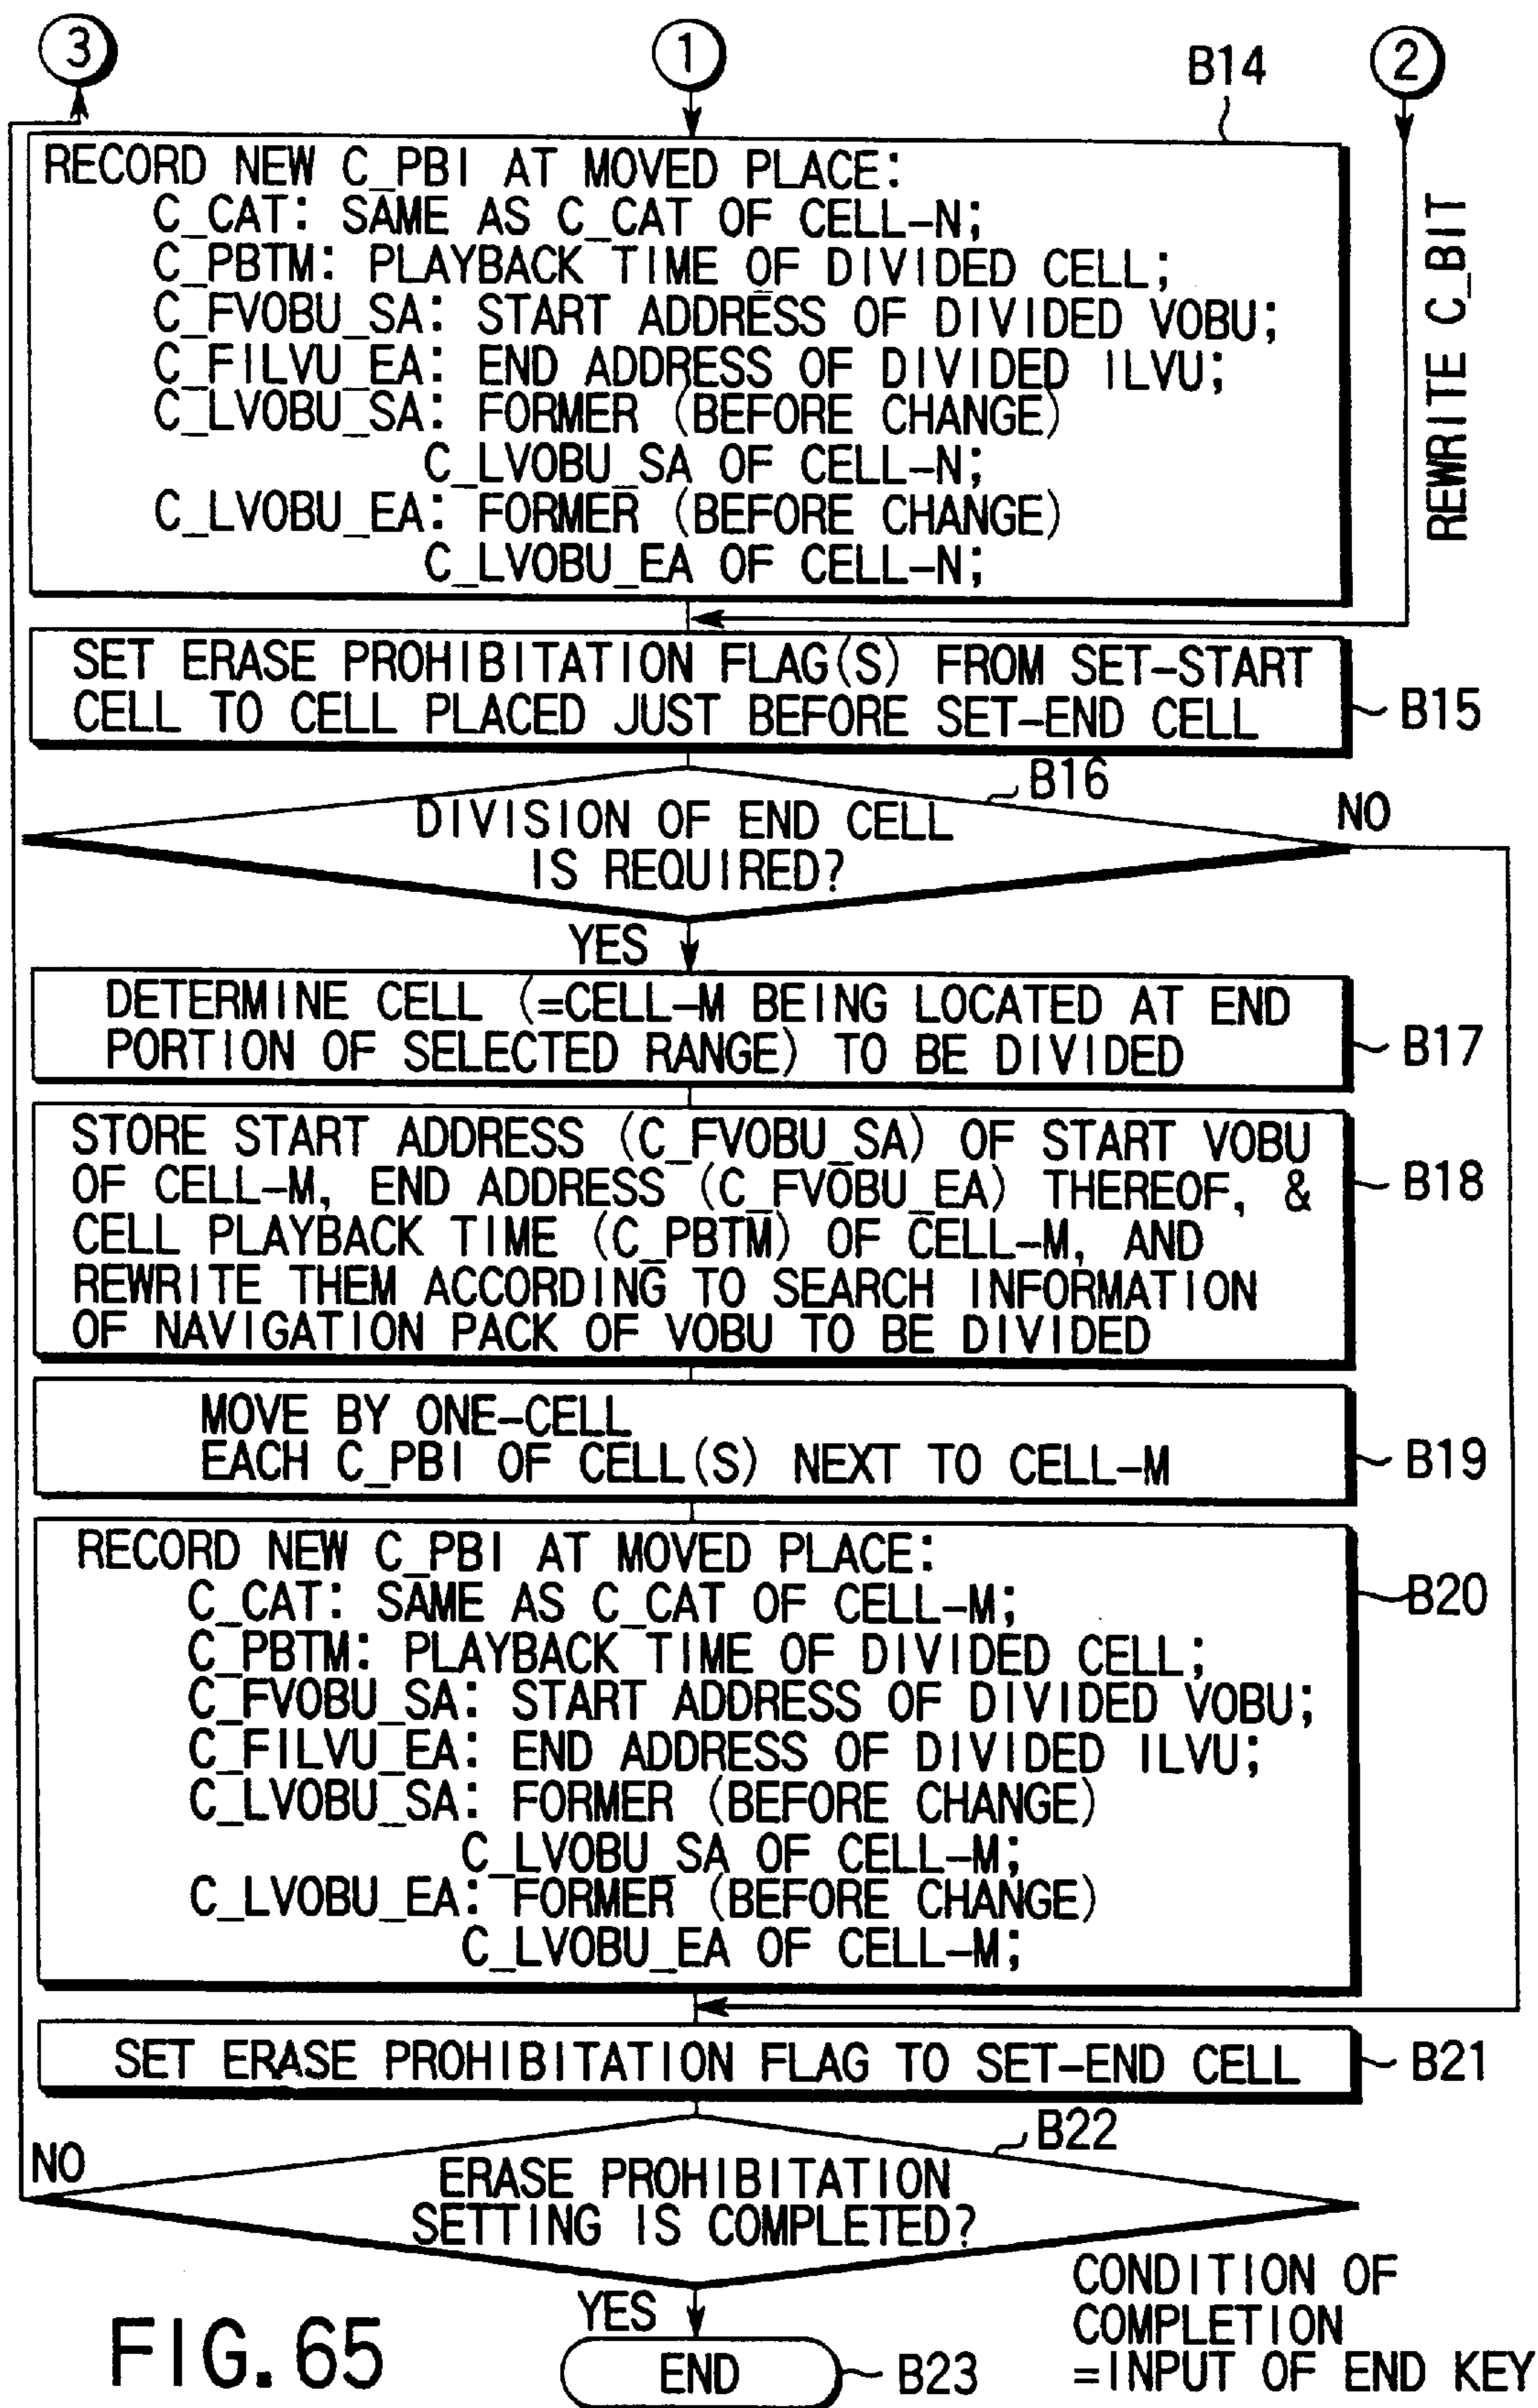 3
1
2
B14
RECORD NEW C_PBI AT MOVED PLACE:
C_CAT: SAME AS C_CAT OF CELL-N;
C_PBTM: PLAYBACK TIME OF DIVIDED CELL;
C_FVOBU_SA: START ADDRESS OF DIVIDED VOBU;
C_FILVU_EA: END ADDRESS OF DIVIDED ILVU;
C_LVOBU_SA: FORMER (BEFORE CHANGE)
C_LVOBU_SA OF CELL-N;
C_LVOBU_EA: FORMER (BEFORE CHANGE)
C_LVOBU_EA OF CELL-N;
REWRITE C_BIT
SET ERASE PROHIBITATION FLAG(S) FROM SET-START
CELL TO CELL PLACED JUST BEFORE SET-END CELL
B15
B16
DIVISION OF END CELL
IS REQUIRED?
NO
YES
DETERMINE CELL (=CELL-M BEING LOCATED AT END
PORTION OF SELECTED RANGE) TO BE DIVIDED
B17
STORE START ADDRESS (C_FVOBU_SA) OF START VOBU
OF CELL-M, END ADDRESS (C_FVOBU_EA) THEREOF, &
CELL PLAYBACK TIME (C_PBTM) OF CELL-M, AND
REWRITE THEM ACCORDING TO SEARCH INFORMATION
OF NAVIGATION PACK OF VOBU TO BE DIVIDED
B18
MOVE BY ONE-CELL
EACH C_PBI OF CELL(S) NEXT TO CELL-M
B19
RECORD NEW C_PBI AT MOVED PLACE:
C_CAT: SAME AS C_CAT OF CELL-M;
C_PBTM: PLAYBACK TIME OF DIVIDED CELL;
C_FVOBU_SA: START ADDRESS OF DIVIDED VOBU;
C_FILVU_EA: END ADDRESS OF DIVIDED ILVU;
C_LVOBU_SA: FORMER (BEFORE CHANGE)
C_LVOBU_SA OF CELL-M;
C_LVOBU_EA: FORMER (BEFORE CHANGE)
C_LVOBU_EA OF CELL-M;
B20
SET ERASE PROHIBITATION FLAG TO SET-END CELL
B21
B22
NO
ERASE PROHIBITATION
SETTING IS COMPLETED?
YES
CONDITION OF
COMPLETION
=INPUT OF END KEY
END
B23
FIG. 65